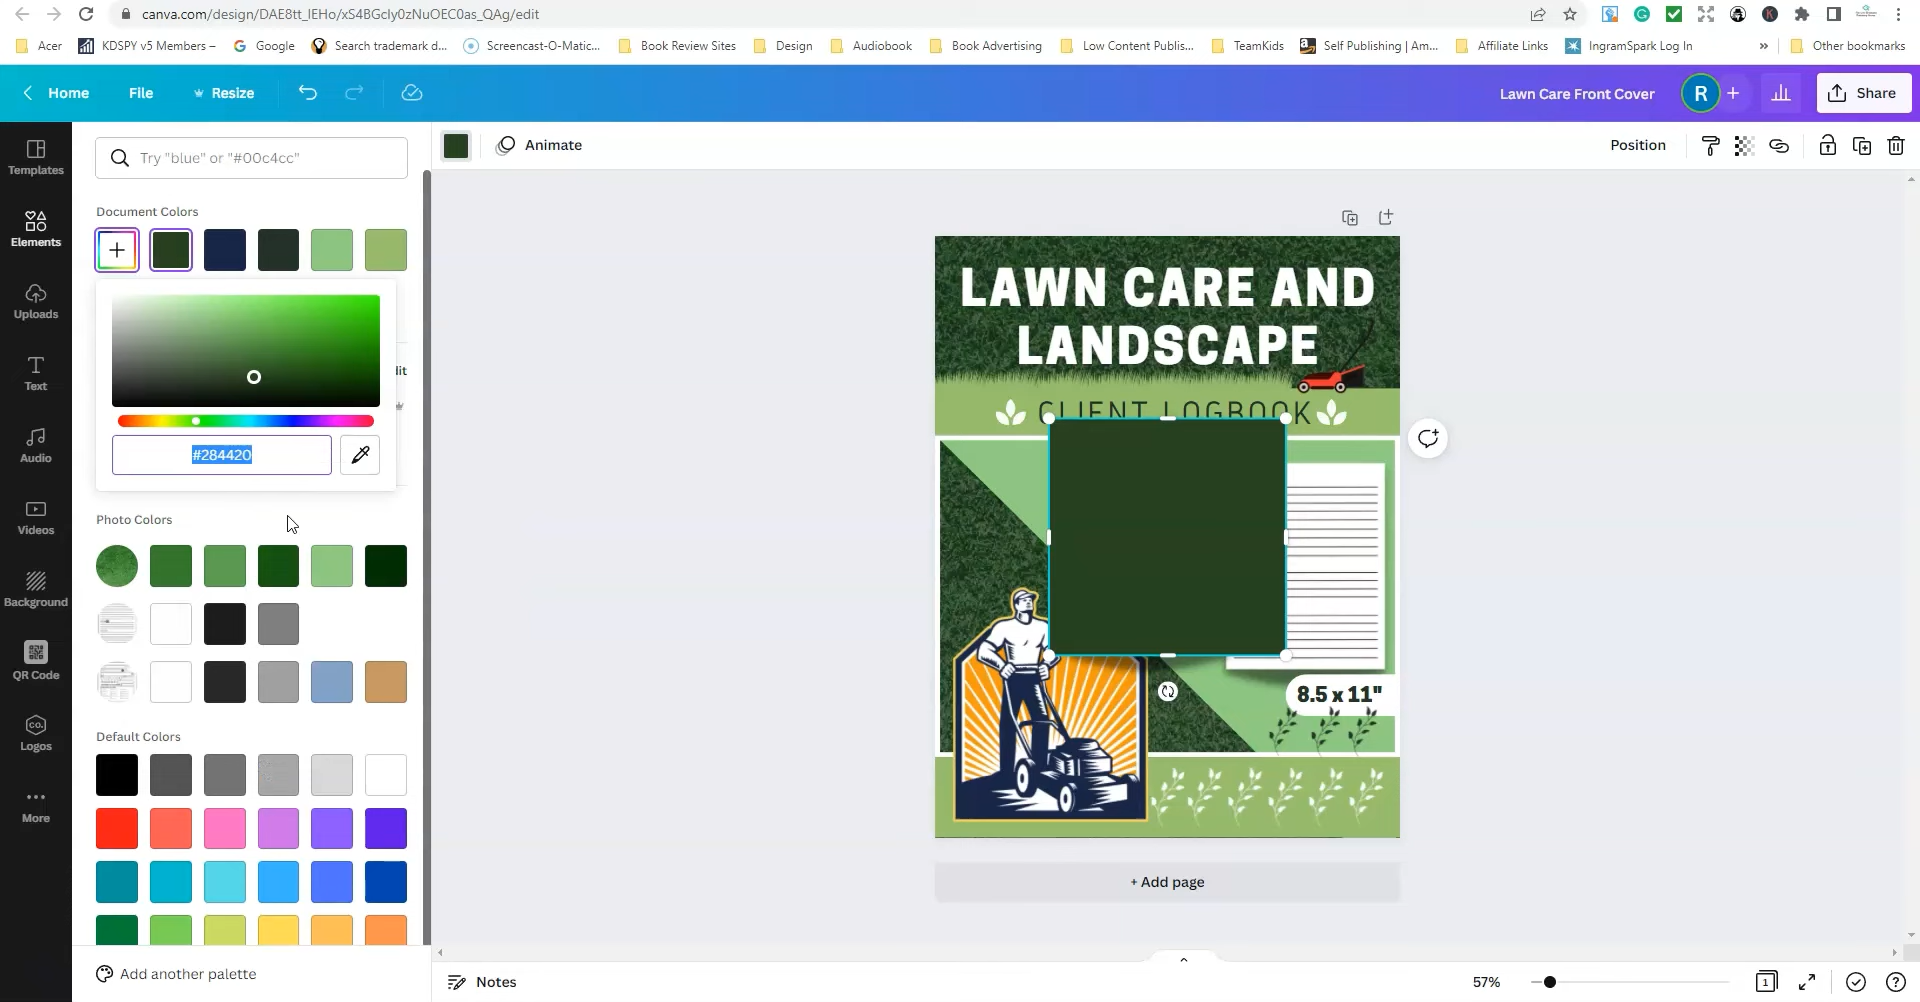 canva.com/design/DAE8tt_IEHo/xS4BGcIy0zNuOEC0as_QAg/edit
Acer
KDSPY v5 Members –
Google
Search trademark d...
Screencast-O-Matic...
Book Review Sites
Design
Audiobook
Book Advertising
Low Content Publis...
TeamKids
Self Publishing | Am...
Affiliate Links
IngramSpark Log In
»
Other bookmarks
Home
File
Resize
Lawn Care Front Cover
R
+
Share
Templates
Elements
Uploads
Text
Audio
Videos
Background
QR Code
CO.
Logos
More
Try "blue" or "#00c4cc"
Document Colors
dit
#284420
Photo Colors
Default Colors
Add another palette
Animate
Position
LAWN CARE AND
LANDSCAPE
CLIENT LOGBOOK
8.5 x 11"
+ Add page
Notes
57%
1
?